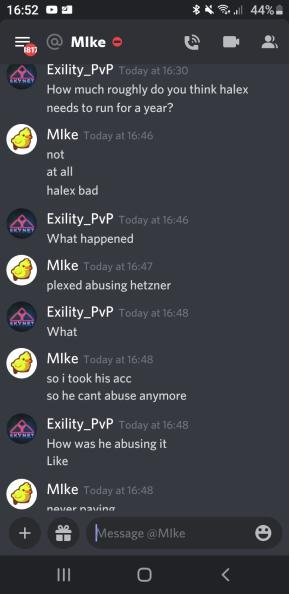 16:52
44%
1817
@ MIke
Exility_PvP Today at 16:30
How much roughly do you think halex
needs to run for a year?
MIke Today at 16:46
not
at all
halex bad
Exility_PvP Today at 16:46
What happened
MIke Today at 16:47
plexed abusing hetzner
Exility_PvP Today at 16:48
What
MIke Today at 16:48
so i took his acc
so he cant abuse anymore
Exility_PvP Today at 16:48
How was he abusing it
Like
MIke Today at 16:48
never paying
Message @MIke